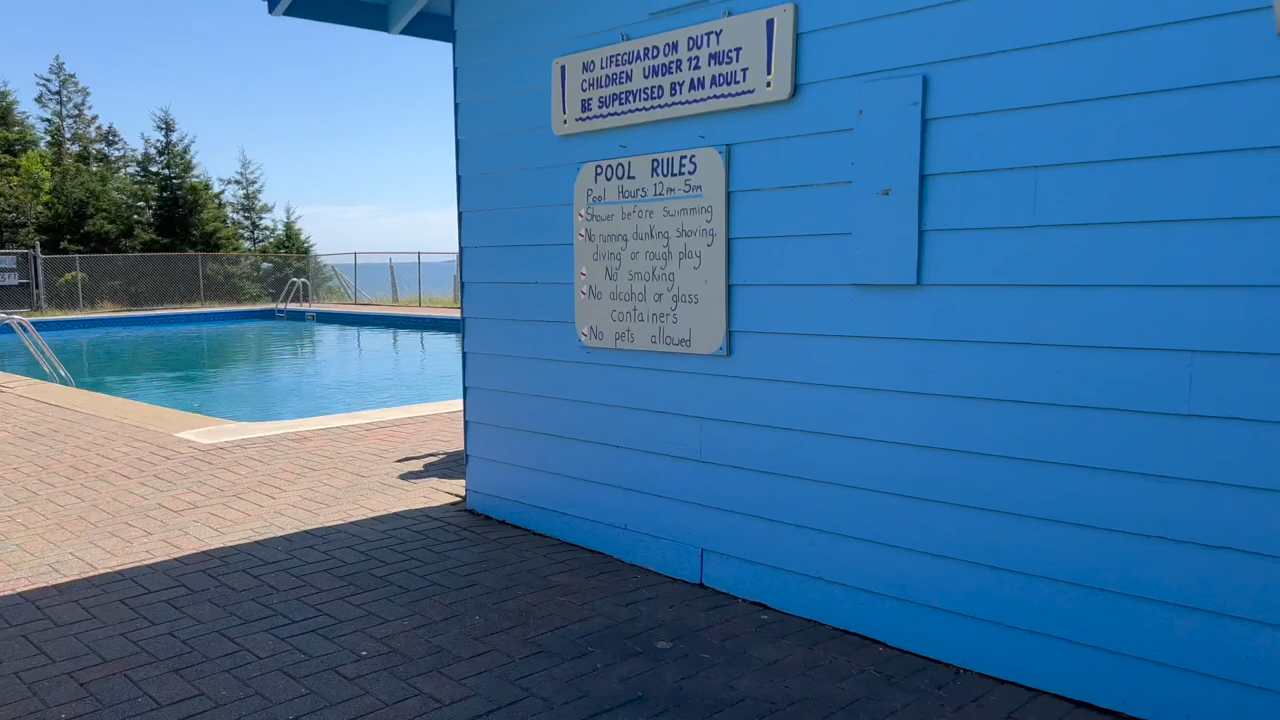 NO LIFEGUARD ON DUTY
CHILDREN UNDER 12 MUST
BE SUPERVISED BY AN ADULT
POOL RULES
Pool Hours: 12PM-5PM
Shower before swimming
No running, dunking, shoving,
diving or rough play
No smoking
No alcohol or glass
containers
No pets allowed